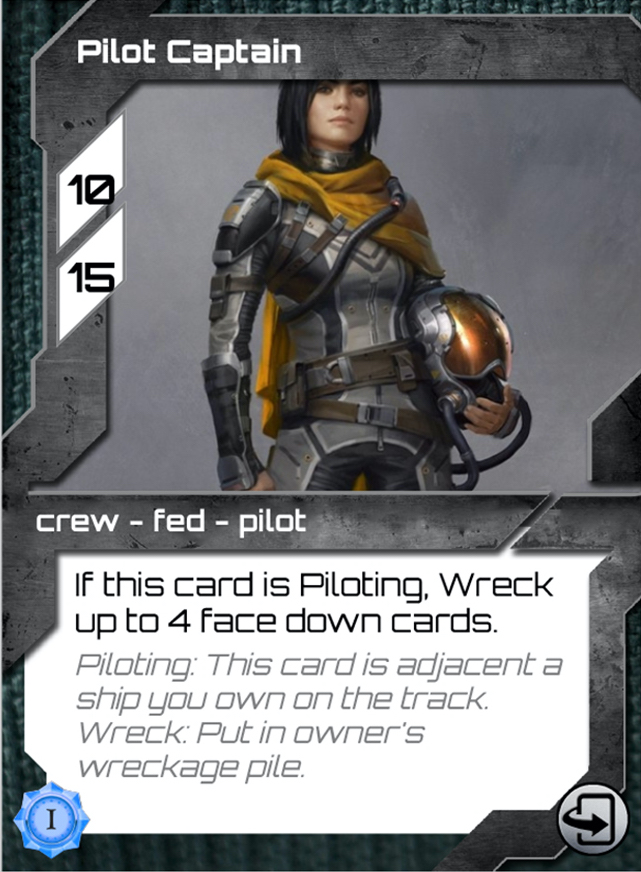 Pilot Captain
10
15
crew - fed - pilot
If this card is Piloting, Wreck
up to 4 face down cards.
Piloting: This card is adjacent a
ship you own on the track.
Wreck: Put in owner's
wreckage pile.
I